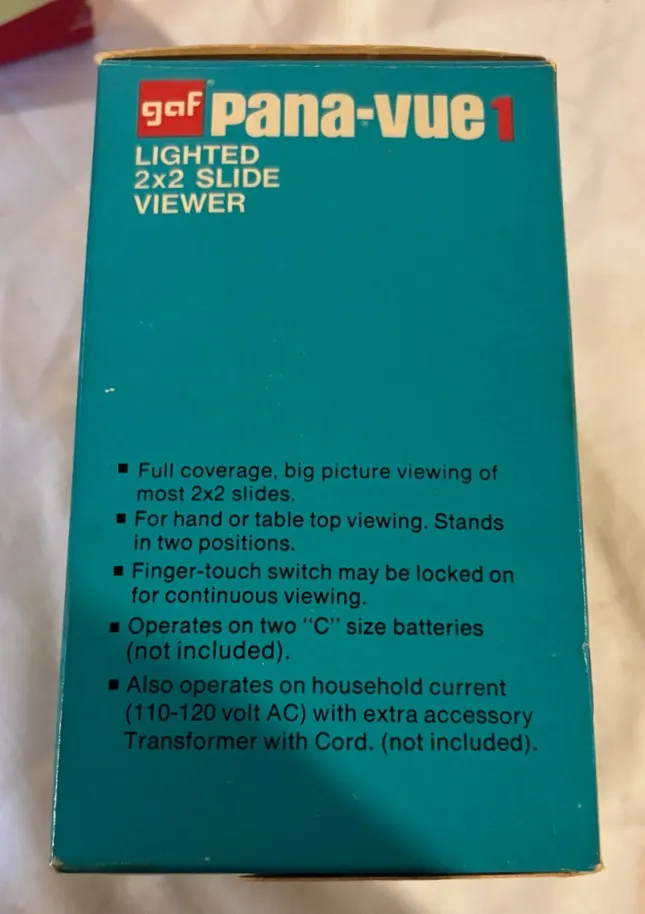 gaf® pana-vue® 1
LIGHTED
2x2 SLIDE
VIEWER
▪ Full coverage, big picture viewing of
most 2x2 slides.
▪ For hand or table top viewing. Stands
in two positions.
▪ Finger-touch switch may be locked on
for continuous viewing.
▪ Operates on two "C" size batteries
(not included).
▪ Also operates on household current
(110-120 volt AC) with extra accessory
Transformer with Cord. (not included).